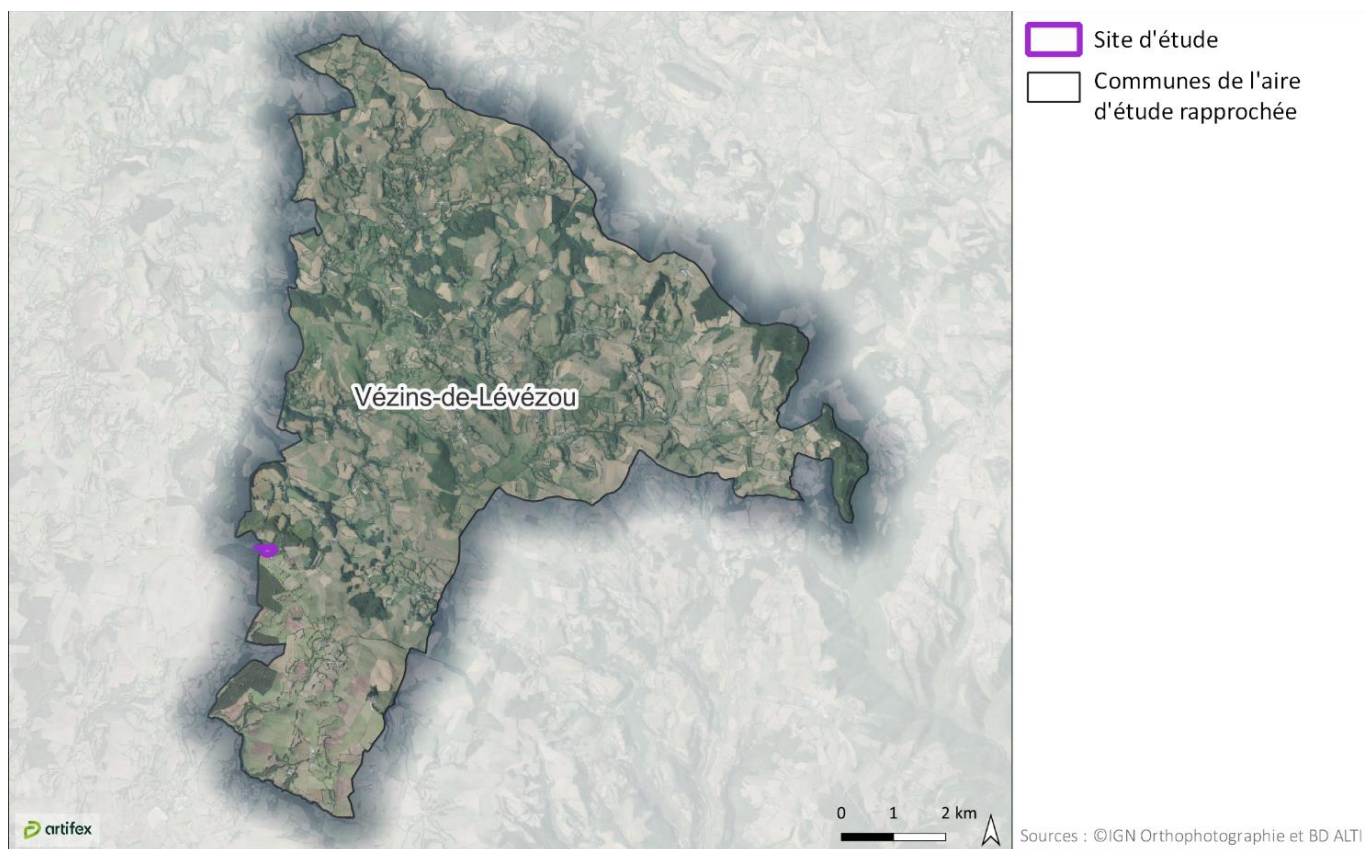 Site d'étude
Communes de l'aire
d'étude rapprochée
Vézins-de-Lévézou
0 1 2 km
artifex
Sources : ©IGN Orthophotographie et BD ALTI